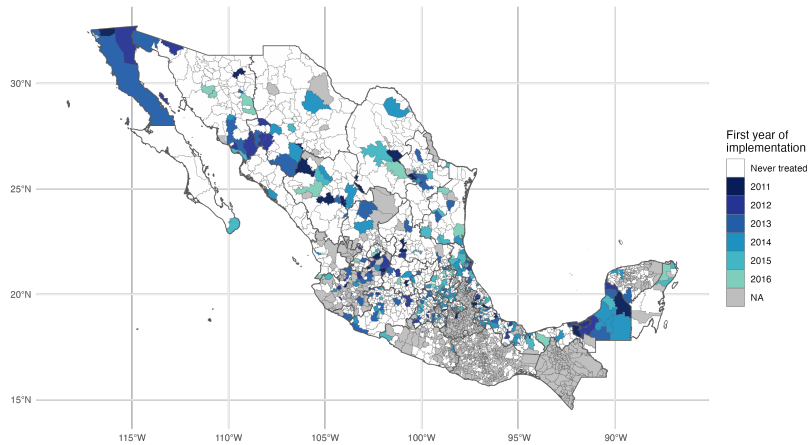 30°N
25°N
20°N
15°N
115°W
110°W
105°W
100°W
95°W
90°W
First year of
implementation
Never treated
2011
2012
2013
2014
2015
2016
NA